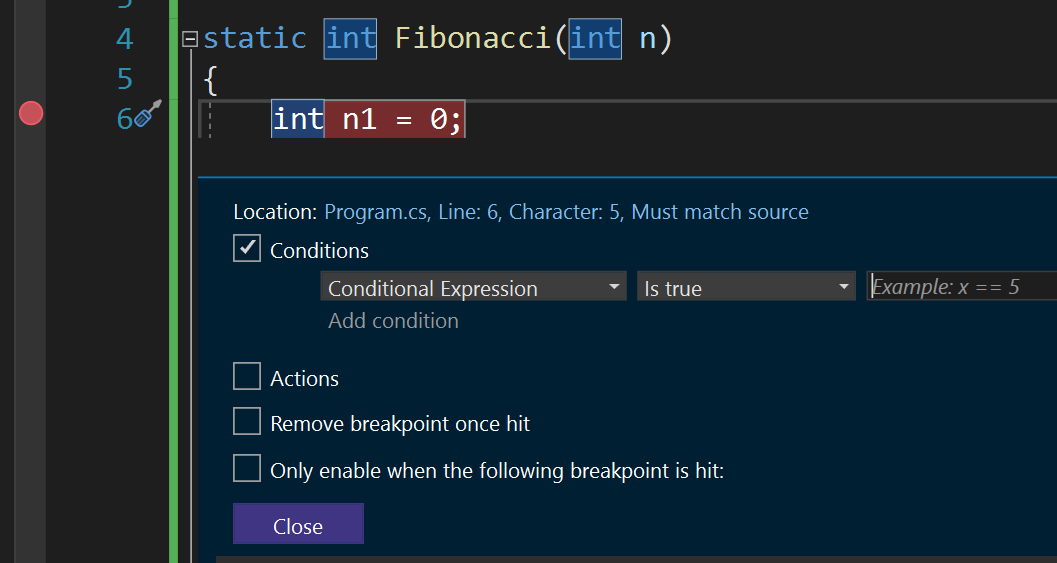 4 static int Fibonacci(int n)
5 {
6 int n1 = 0;
Location: Program.cs, Line: 6, Character: 5, Must match source
Conditions
Conditional Expression Is true Example: x == 5
Add condition
Actions
Remove breakpoint once hit
Only enable when the following breakpoint is hit:
Close